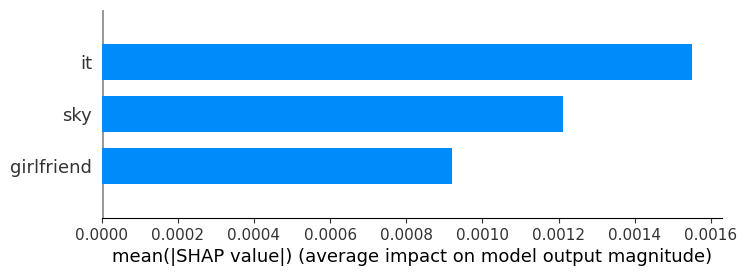 it
sky
girlfriend
0.0000 0.0002 0.0004 0.0006 0.0008 0.0010 0.0012 0.0014 0.0016
mean(|SHAP value|) (average impact on model output magnitude)